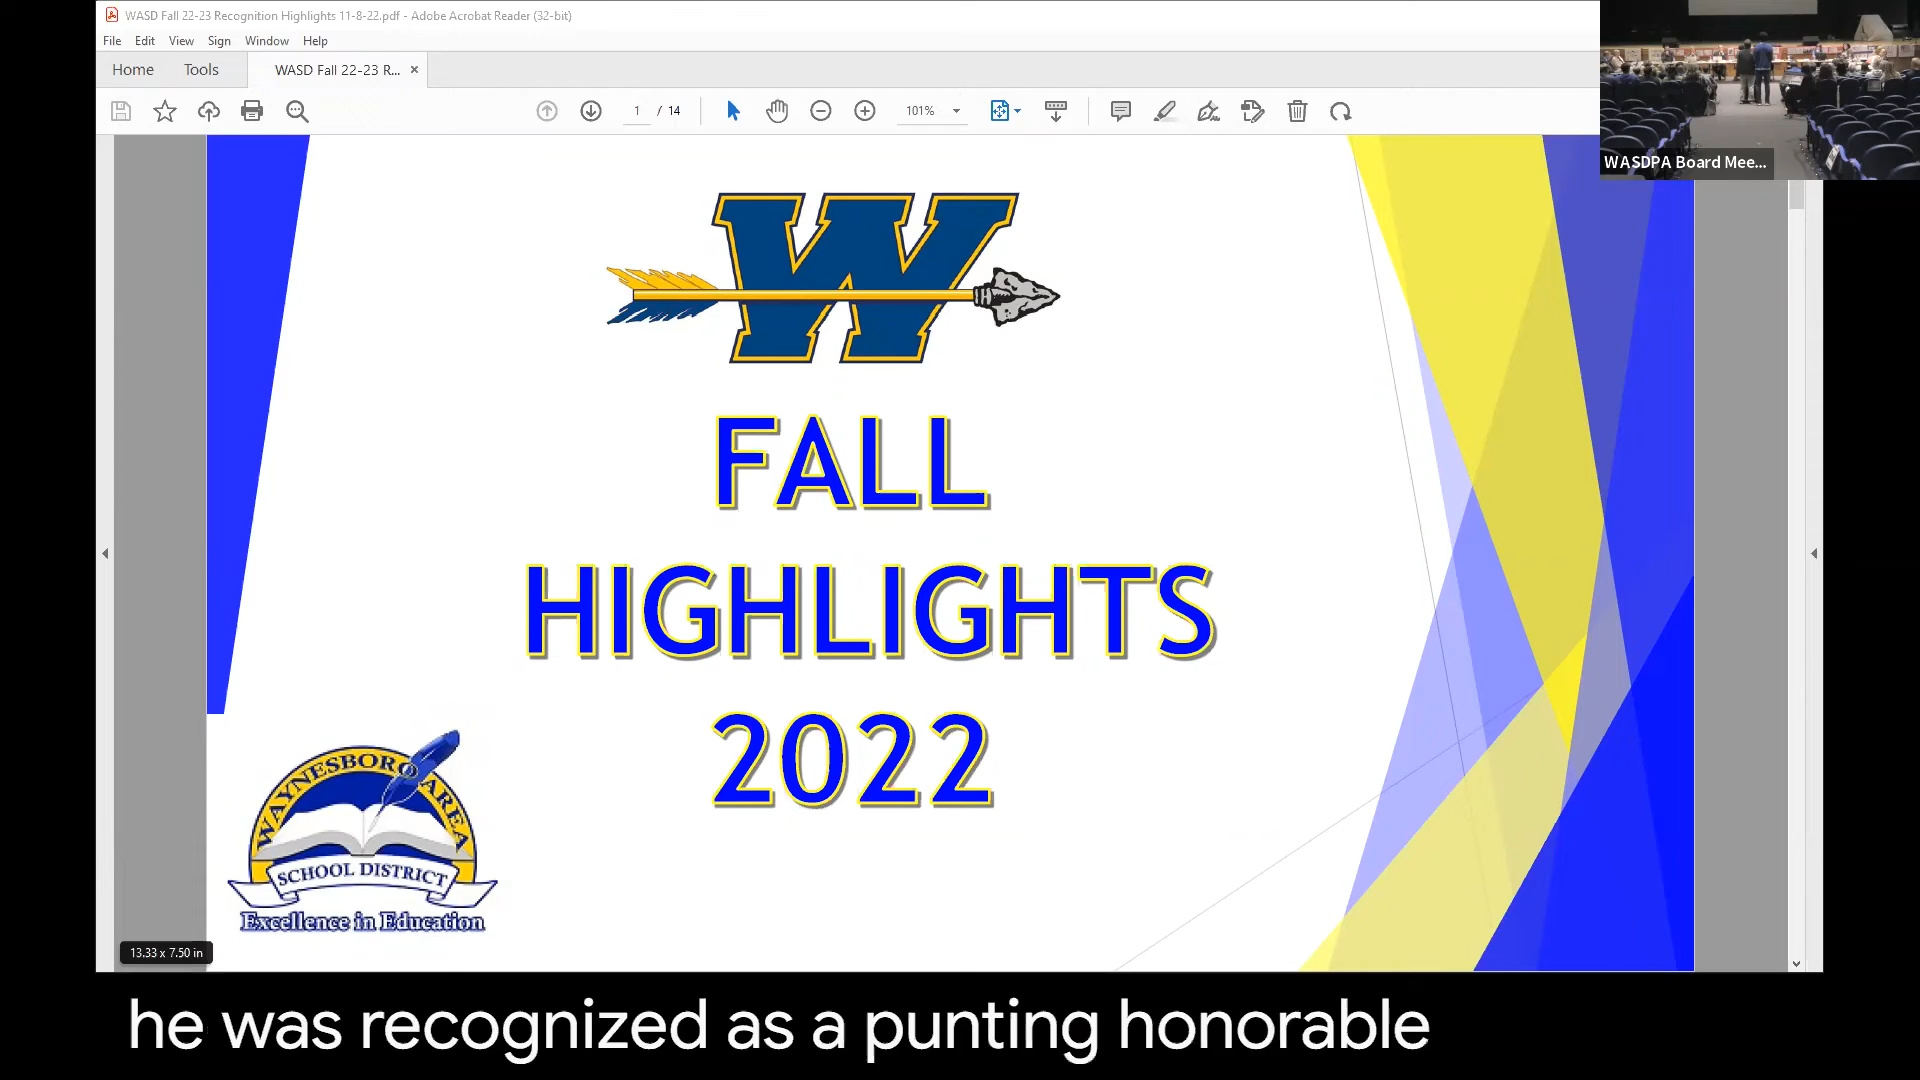 WASD Fall 22-23 Recognition Highlights 11-8-22.pdf - Adobe Acrobat Reader (32-bit)
File Edit View Sign Window Help
Home Tools WASD Fall 22-23 R... ×
1 / 14 101%
WASDPA Board Mee...
W
FALL
HIGHLIGHTS
2022
WAYNESBORO AREA
SCHOOL DISTRICT
Excellence in Education
13.33 x 7.50 in
he was recognized as a punting honorable